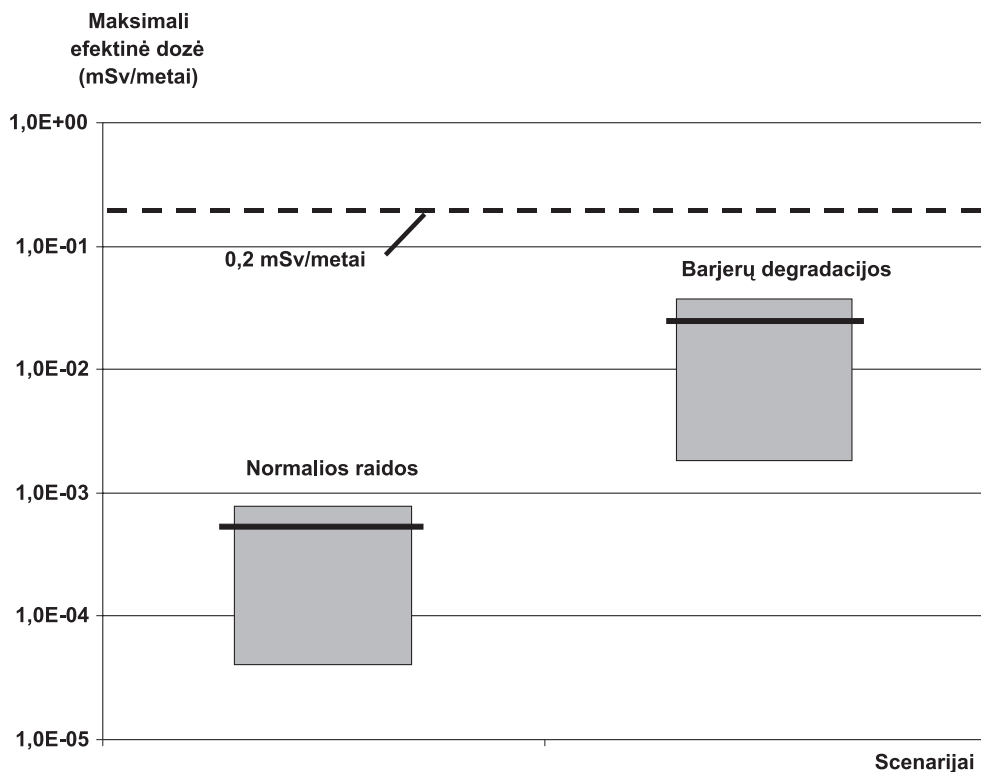 Maksimali
efektinė dozė
(mSv/metai)
1,0E+00
1,0E-01
0,2 mSv/metai
Barjerų degradacijos
1,0E-02
Normalios raidos
1,0E-03
1,0E-04
1,0E-05
Scenarijai